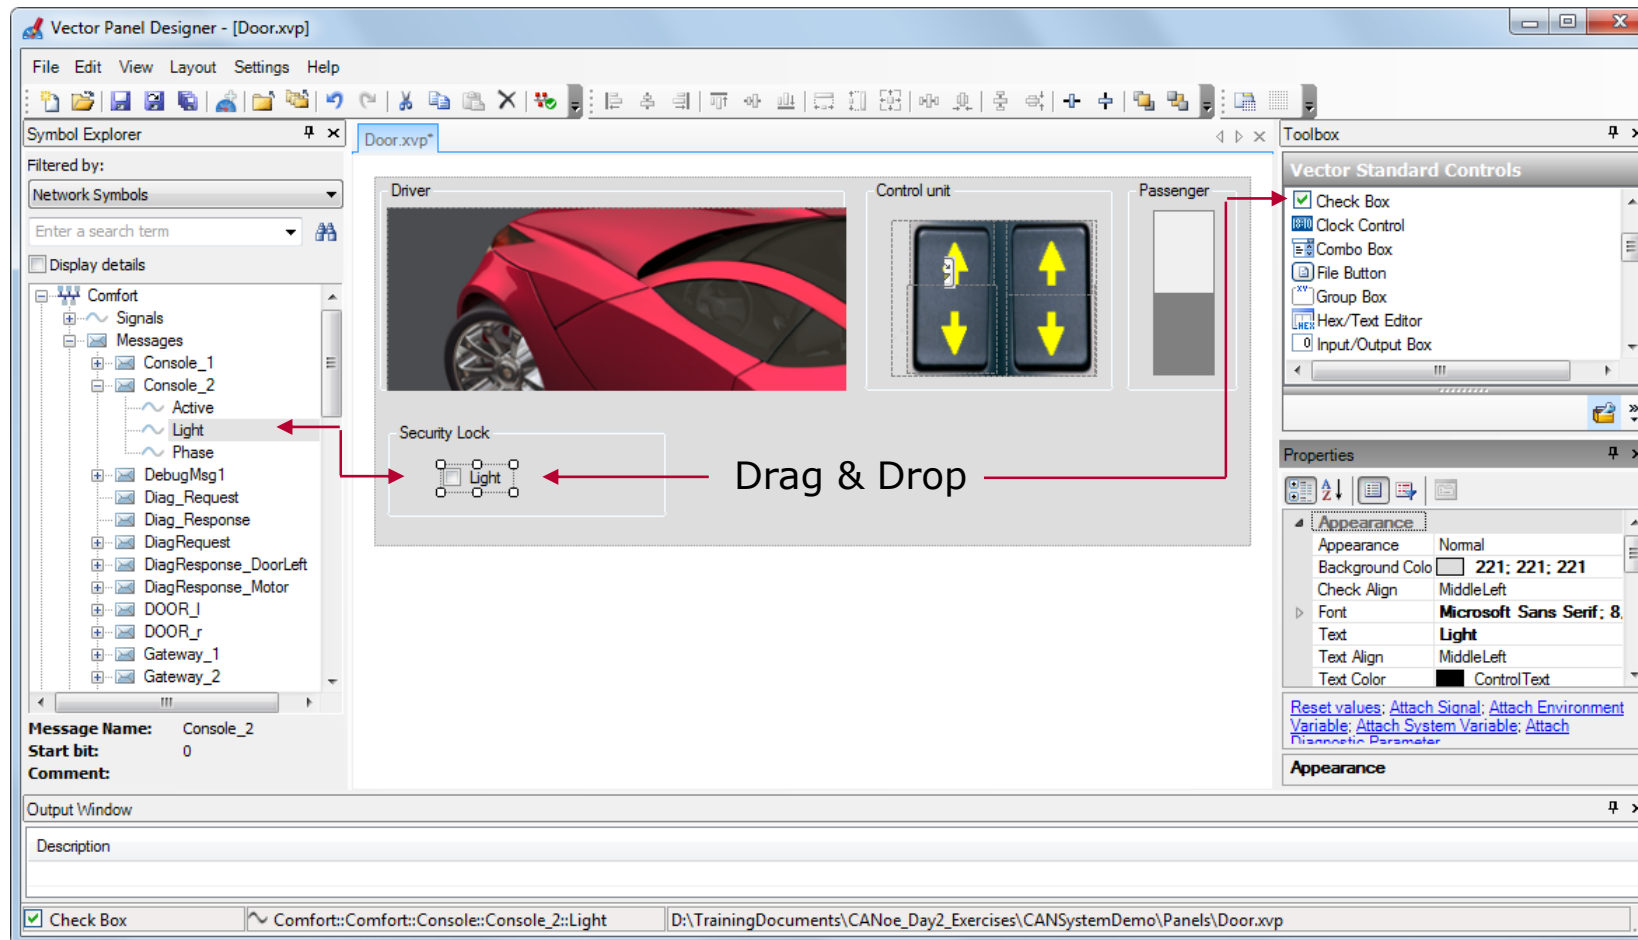 Vector Panel Designer - [Door.xvp]
File Edit View Layout Settings Help
Symbol Explorer
Filtered by:
Network Symbols
Enter a search term
Display details
Comfort
Signals
Messages
Console_1
Console_2
Active
Light
Phase
DebugMsg1
Diag_Request
Diag_Response
DiagRequest
DiagResponse_DoorLeft
DiagResponse_Motor
DOOR_l
DOOR_r
Gateway_1
Gateway_2
Message Name: Console_2
Start bit: 0
Comment:
Door.xvp*
Driver
Control unit
Passenger
Security Lock
Light
Drag & Drop
Toolbox
Vector Standard Controls
Check Box
Clock Control
Combo Box
File Button
Group Box
Hex/Text Editor
Input/Output Box
Properties
Appearance
Appearance Normal
Background Colo 221; 221; 221
Check Align MiddleLeft
Font Microsoft Sans Serif; 8,
Text Light
Text Align MiddleLeft
Text Color ControlText
Reset values; Attach Signal; Attach Environment
Variable; Attach System Variable; Attach
Diagnostic Parameter
Appearance
Output Window
Description
Check Box Comfort::Comfort::Console::Console_2::Light D:\TrainingDocuments\CANoe_Day2_Exercises\CANSystemDemo\Panels\Door.xvp